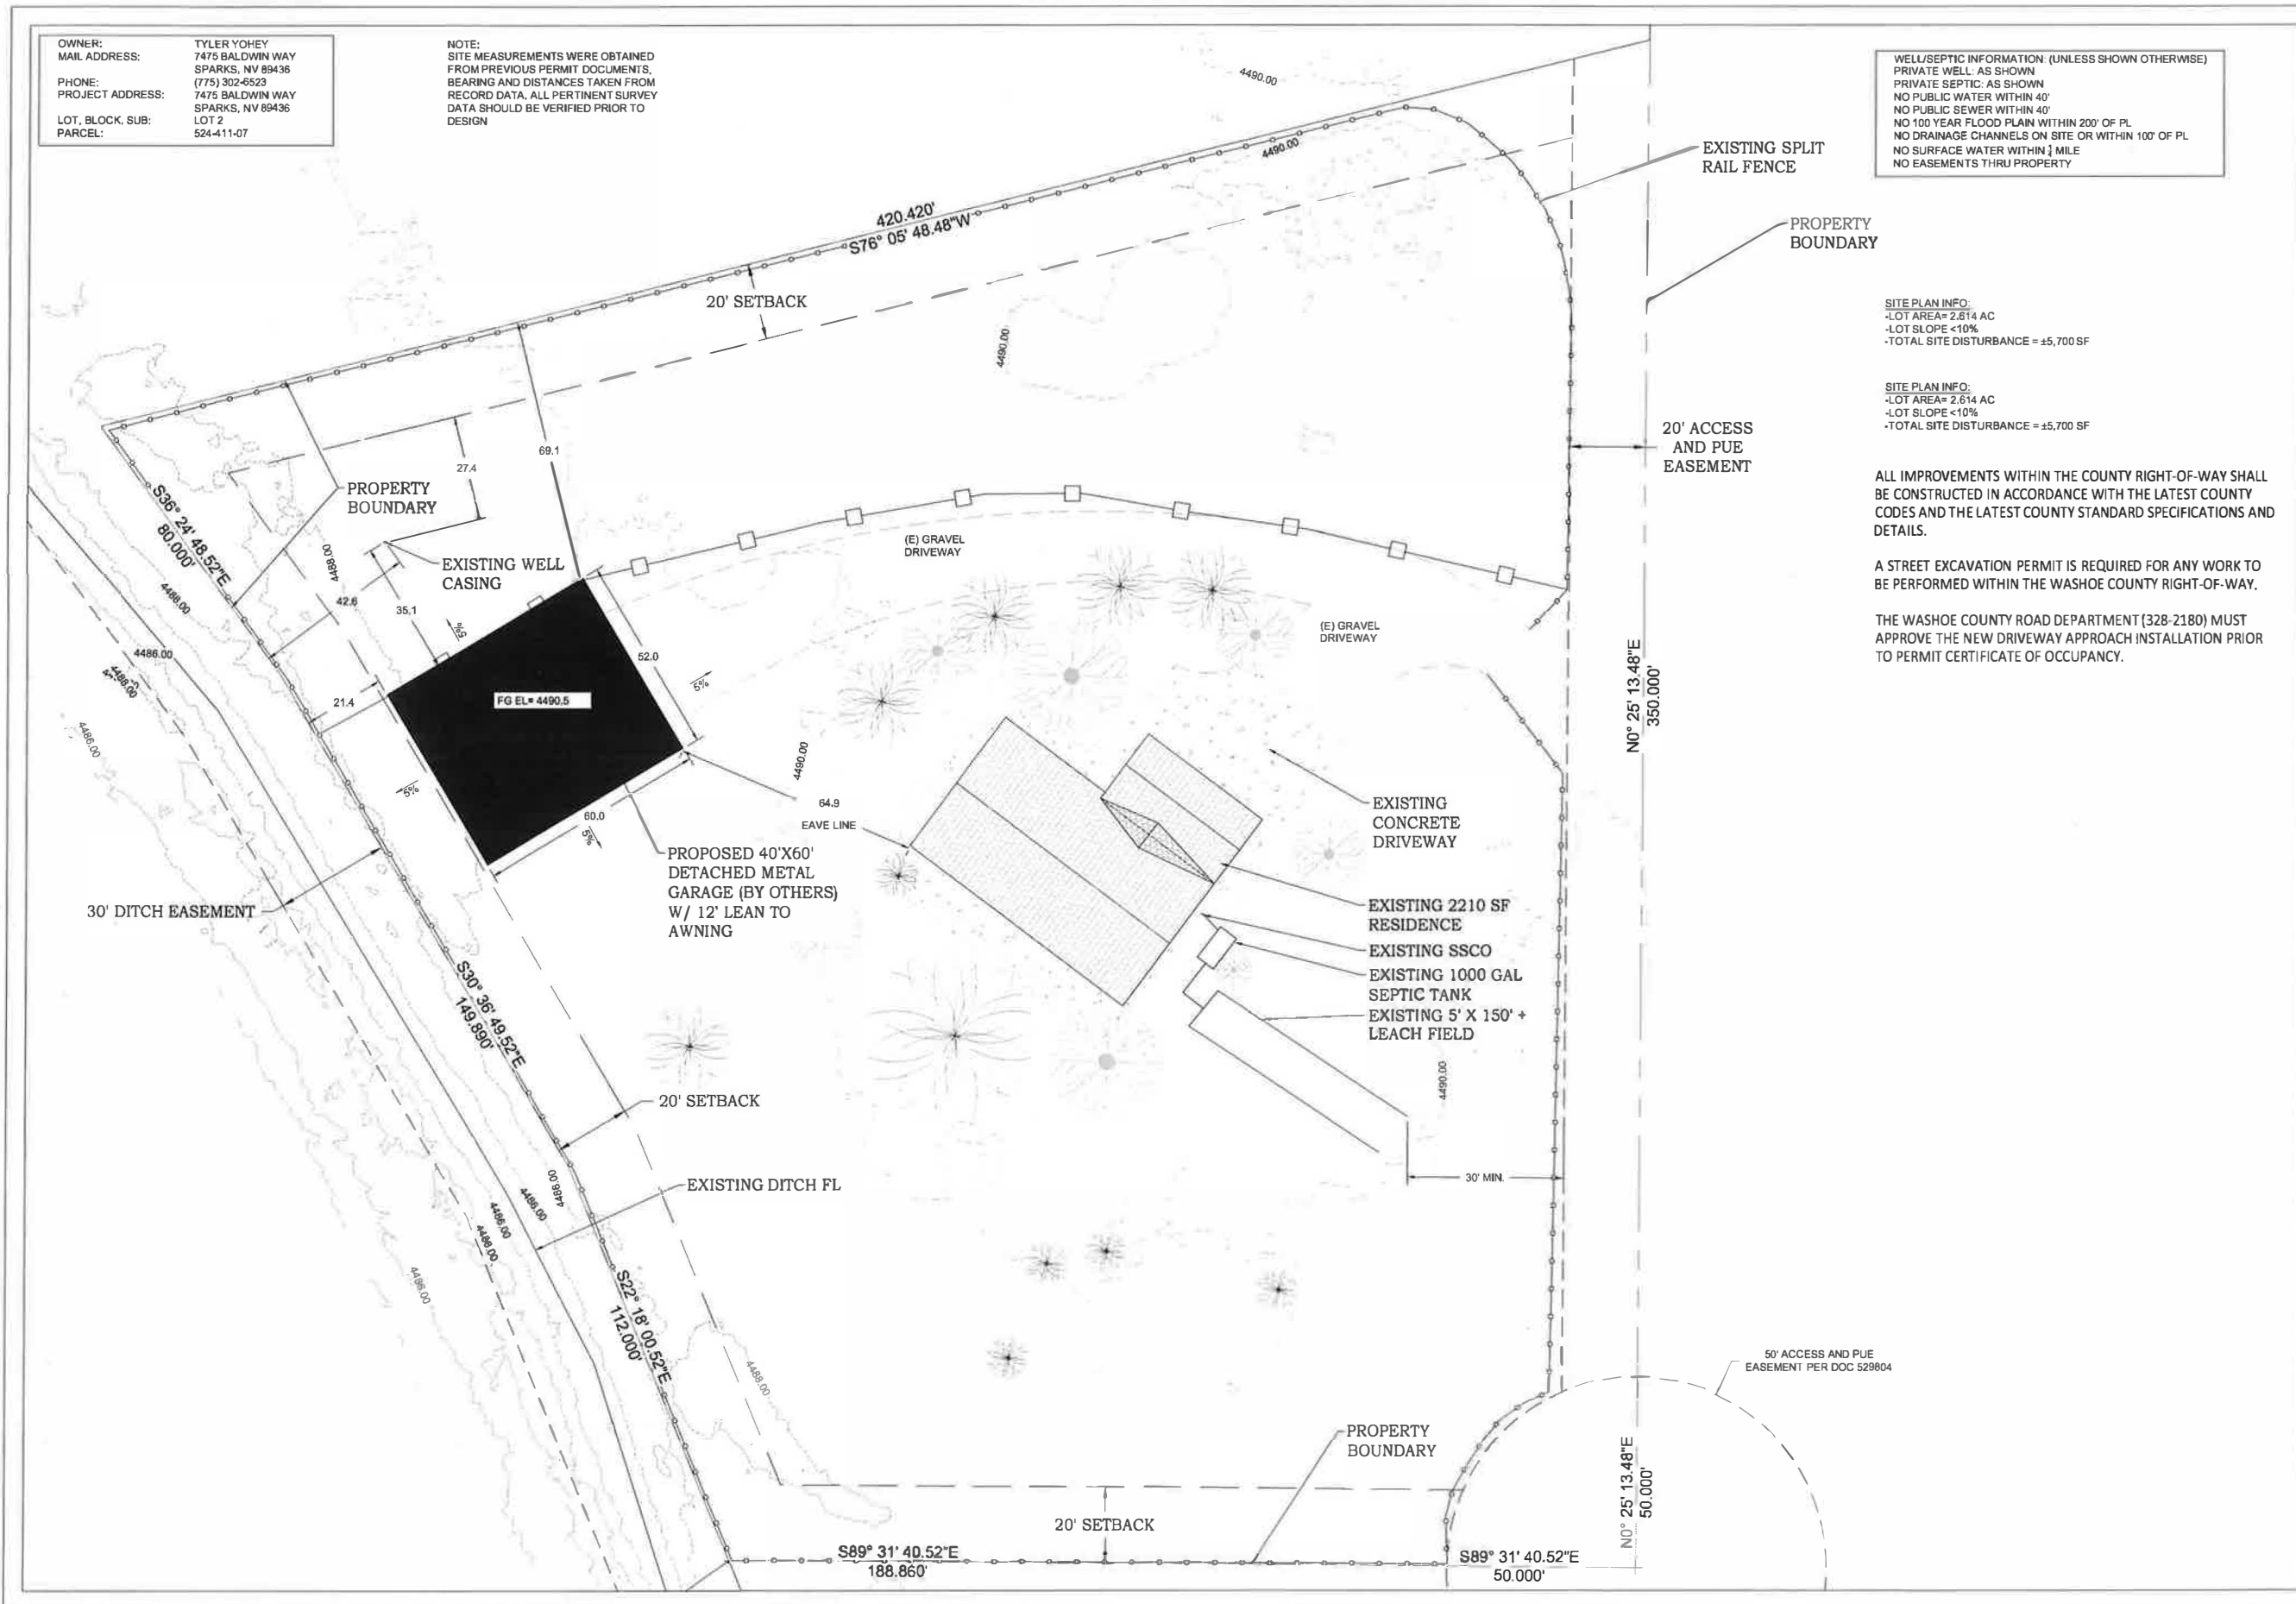 OWNER: TYLER YOHEY
MAIL ADDRESS: 7475 BALDWIN WAY
SPARKS, NV 89436
PHONE: (775) 302-6523
PROJECT ADDRESS: 7475 BALDWIN WAY
SPARKS, NV 89436
LOT, BLOCK, SUB: LOT 2
PARCEL: 524-411-07
NOTE:
SITE MEASUREMENTS WERE OBTAINED
FROM PREVIOUS PERMIT DOCUMENTS,
BEARING AND DISTANCES TAKEN FROM
RECORD DATA, ALL PERTINENT SURVEY
DATA SHOULD BE VERIFIED PRIOR TO
DESIGN
WELL/SEPTIC INFORMATION: (UNLESS SHOWN OTHERWISE)
PRIVATE WELL: AS SHOWN
PRIVATE SEPTIC: AS SHOWN
NO PUBLIC WATER WITHIN 40'
NO PUBLIC SEWER WITHIN 40'
NO 100 YEAR FLOOD PLAIN WITHIN 200' OF PL
NO DRAINAGE CHANNELS ON SITE OR WITHIN 100' OF PL
NO SURFACE WATER WITHIN MILE
NO EASEMENTS THRU PROPERTY
4490.00
4490.00
EXISTING SPLIT
RAIL FENCE
PROPERTY
BOUNDARY
420.420'
S76° 05' 48.48"W
20' SETBACK
4490.00
SITE PLAN INFO:
-LOT AREA= 2.614 AC
-LOT SLOPE <10%
-TOTAL SITE DISTURBANCE = ±5,700 SF
SITE PLAN INFO:
-LOT AREA= 2.614 AC
-LOT SLOPE <10%
-TOTAL SITE DISTURBANCE = ±5,700 SF
20' ACCESS
AND PUE
EASEMENT
ALL IMPROVEMENTS WITHIN THE COUNTY RIGHT-OF-WAY SHALL
BE CONSTRUCTED IN ACCORDANCE WITH THE LATEST COUNTY
CODES AND THE LATEST COUNTY STANDARD SPECIFICATIONS AND
DETAILS.
A STREET EXCAVATION PERMIT IS REQUIRED FOR ANY WORK TO
BE PERFORMED WITHIN THE WASHOE COUNTY RIGHT-OF-WAY.
THE WASHOE COUNTY ROAD DEPARTMENT (328-2180) MUST
APPROVE THE NEW DRIVEWAY APPROACH INSTALLATION PRIOR
TO PERMIT CERTIFICATE OF OCCUPANCY.
69.1
27.4
PROPERTY
BOUNDARY
S36° 24' 48.52"E
80.000'
4488.00
EXISTING WELL
CASING
(E) GRAVEL
DRIVEWAY
4488.00
42.6
35.1
5%
(E) GRAVEL
DRIVEWAY
4486.00
4486.00
52.0
5%
21.4
FG EL= 4490.5
N0° 25' 13.48"E
350.000'
4486.00
4490.00
5%
64.9
EAVE LINE
60.0
5%
EXISTING
CONCRETE
DRIVEWAY
PROPOSED 40'X60'
DETACHED METAL
GARAGE (BY OTHERS)
W/ 12' LEAN TO
AWNING
30' DITCH EASEMENT
EXISTING 2210 SF
RESIDENCE
EXISTING SSCO
EXISTING 1000 GAL
SEPTIC TANK
EXISTING 5' X 150' +
LEACH FIELD
S30° 36' 49.52"E
149.890'
4490.00
20' SETBACK
30' MIN.
EXISTING DITCH FL
4486.00
4486.00
4486.00
4486.00
4486.00
S22° 18' 00.52"E
112.000'
4488.00
50' ACCESS AND PUE
EASEMENT PER DOC 529804
PROPERTY
BOUNDARY
N0° 25' 13.48"E
50.000'
20' SETBACK
S89° 31' 40.52"E
188.860'
S89° 31' 40.52"E
50.000'